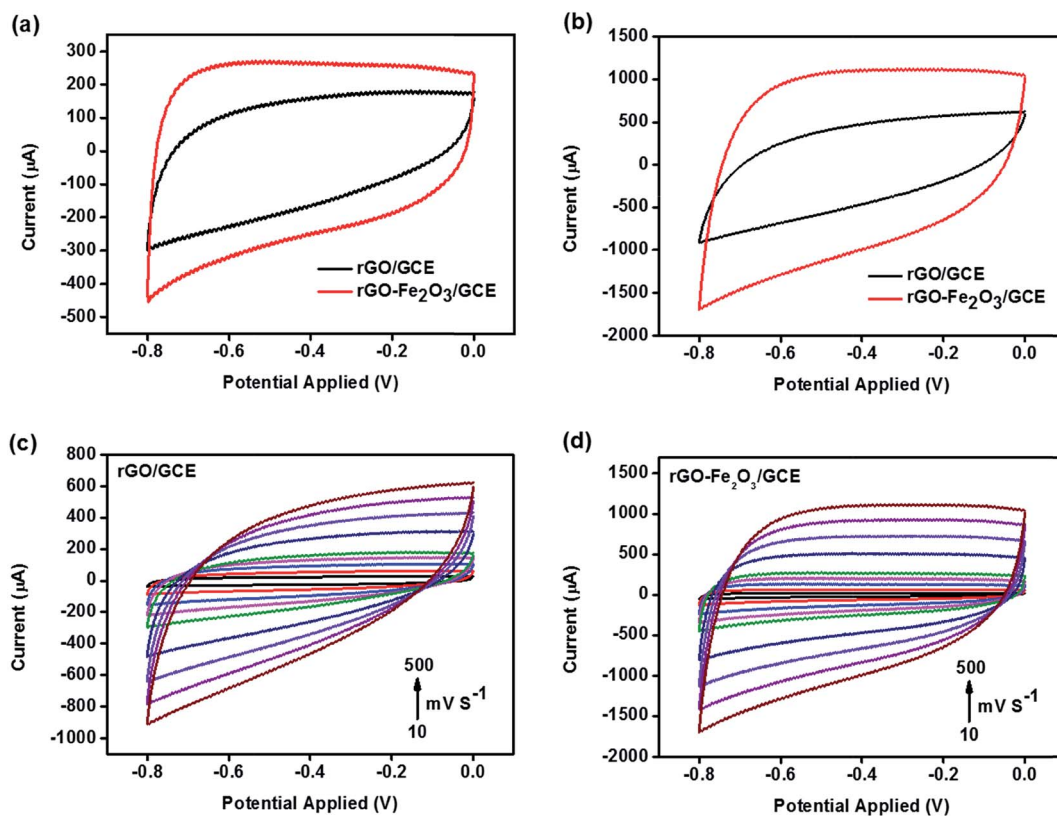 (a)
300
200
100
0
-100
-200
-300
-400
-500
Current (µA)
rGO/GCE
rGO-Fe₂O₃/GCE
-0.8 -0.6 -0.4 -0.2 0.0
Potential Applied (V)
(b)
1500
1000
500
0
-500
-1000
-1500
-2000
Current (µA)
rGO/GCE
rGO-Fe₂O₃/GCE
-0.8 -0.6 -0.4 -0.2 0.0
Potential Applied (V)
(c)
800
600
400
200
0
-200
-400
-600
-800
-1000
Current (µA)
rGO/GCE
500
mV S⁻¹
10
-0.8 -0.6 -0.4 -0.2 0.0
Potential Applied (V)
(d)
1500
1000
500
0
-500
-1000
-1500
-2000
Current (µA)
rGO-Fe₂O₃/GCE
500
mV S⁻¹
10
-0.8 -0.6 -0.4 -0.2 0.0
Potential Applied (V)